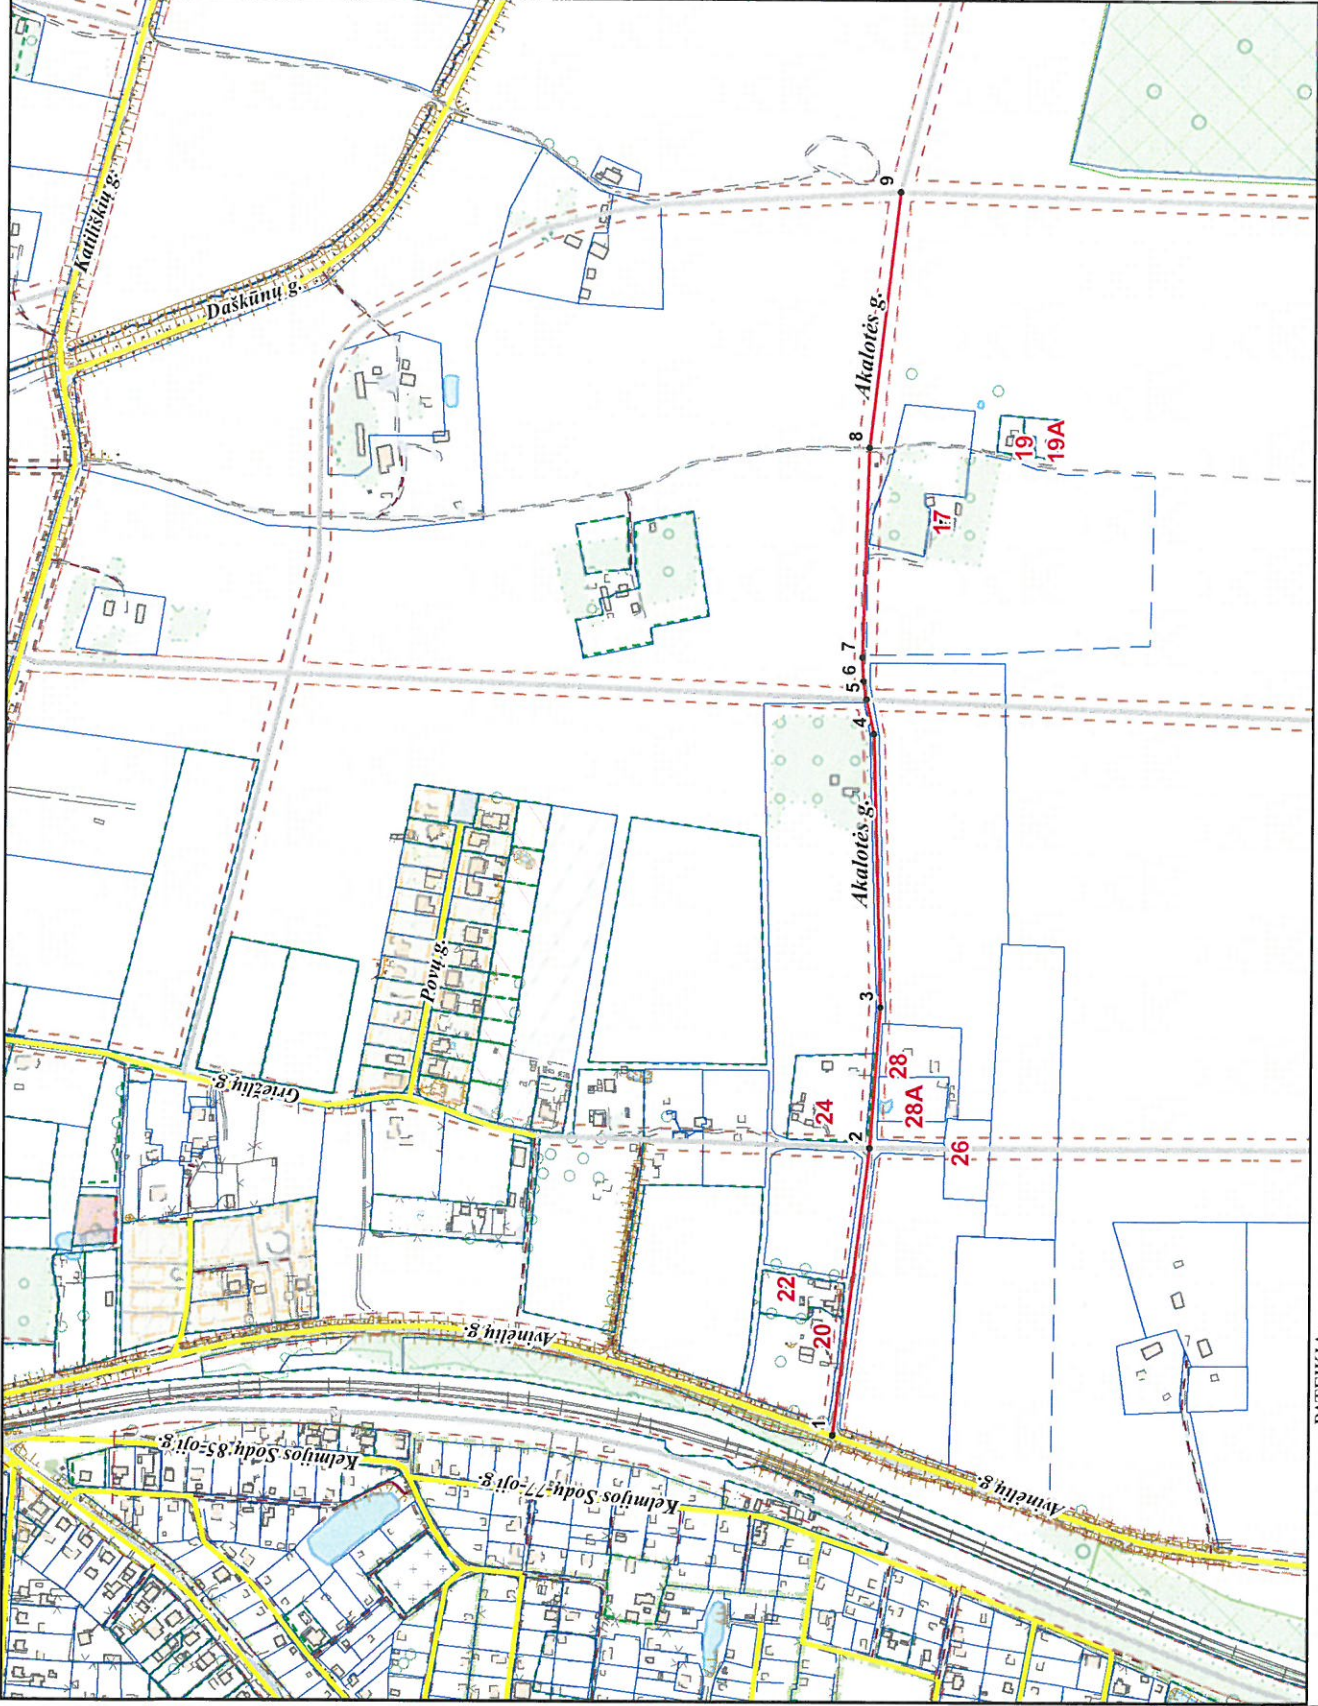 Katiliškių g.
Daškūnų g.
Griežlių g.
Povų g.
Avinėlių g.
Kelmijos Sodų 85-oji g.
Kelmijos Sodų 77-oji g.
Avinėlių g.
Akalotės g.
Akalotės g.
1
2
3
4
5
6
7
8
9
20
22
24
28
28A
26
17
19
19A